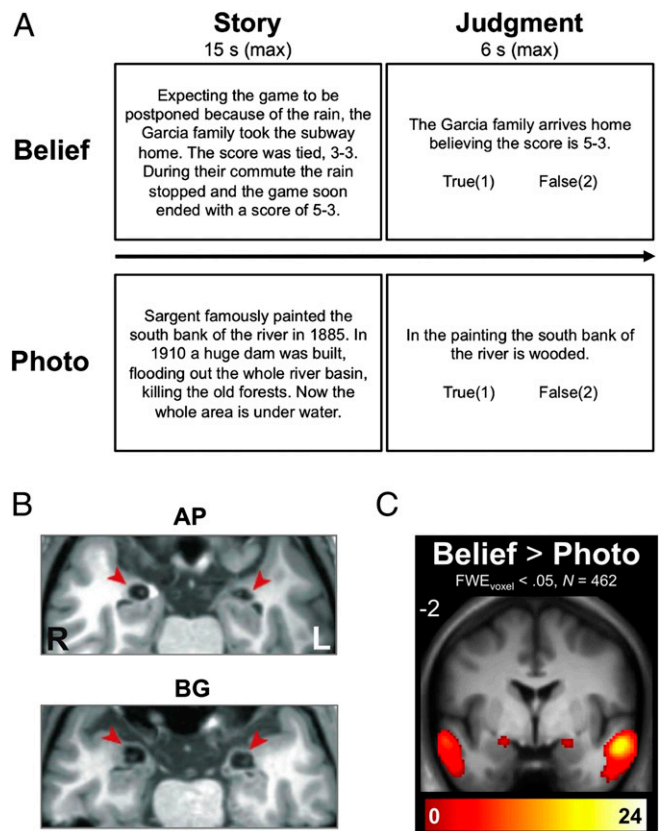 A
Story
15 s (max)
Judgment
6 s (max)
Belief
Expecting the game to be
postponed because of the rain, the
Garcia family took the subway
home. The score was tied, 3-3.
During their commute the rain
stopped and the game soon
ended with a score of 5-3.
The Garcia family arrives home
believing the score is 5-3.
True(1) False(2)
Photo
Sargent famously painted the
south bank of the river in 1885. In
1910 a huge dam was built,
flooding out the whole river basin,
killing the old forests. Now the
whole area is under water.
In the painting the south bank of
the river is wooded.
True(1) False(2)
B
AP
R L
BG
C
Belief > Photo
FWEvoxel < .05, N = 462
-2
0 24